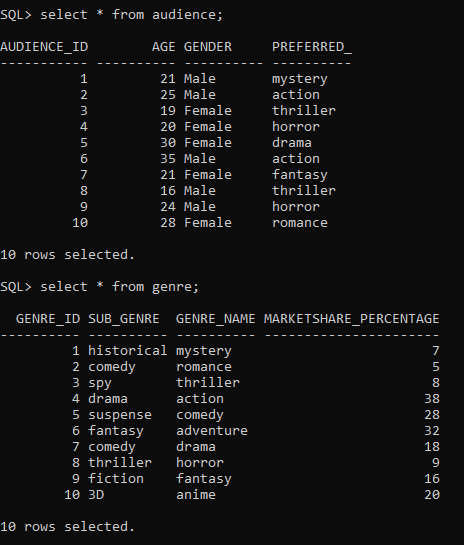 SQL> select * from audience;
AUDIENCE_ID        AGE GENDER     PREFERRED_
----------- ---------- ---------- ----------
          1         21 Male       mystery
          2         25 Male       action
          3         19 Female     thriller
          4         20 Female     horror
          5         30 Female     drama
          6         35 Male       action
          7         21 Female     fantasy
          8         16 Male       thriller
          9         24 Male       horror
         10         28 Female     romance
10 rows selected.
SQL> select * from genre;
  GENRE_ID SUB_GENRE  GENRE_NAME MARKETSHARE_PERCENTAGE
---------- ---------- ---------- ----------------------
         1 historical mystery                         7
         2 comedy     romance                         5
         3 spy        thriller                        8
         4 drama      action                         38
         5 suspense   comedy                         28
         6 fantasy    adventure                      32
         7 comedy     drama                          18
         8 thriller   horror                          9
         9 fiction    fantasy                        16
        10 3D         anime                          20
10 rows selected.